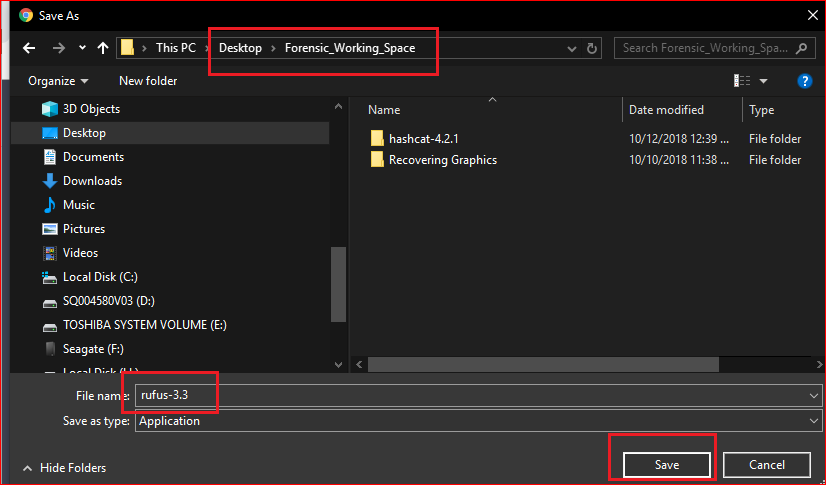 Save As
This PC > Desktop > Forensic_Working_Space
Search Forensic_Working_Spa...
Organize New folder
?
3D Objects
Desktop
Documents
Downloads
Music
Pictures
Videos
Local Disk (C:)
SQ004580V03 (D:)
TOSHIBA SYSTEM VOLUME (E:)
Seagate (F:)
Name Date modified Type
hashcat-4.2.1 10/12/2018 12:39 ... File folder
Recovering Graphics 10/10/2018 11:38 ... File folder
File name: rufus-3.3
Save as type: Application
Hide Folders
Save Cancel